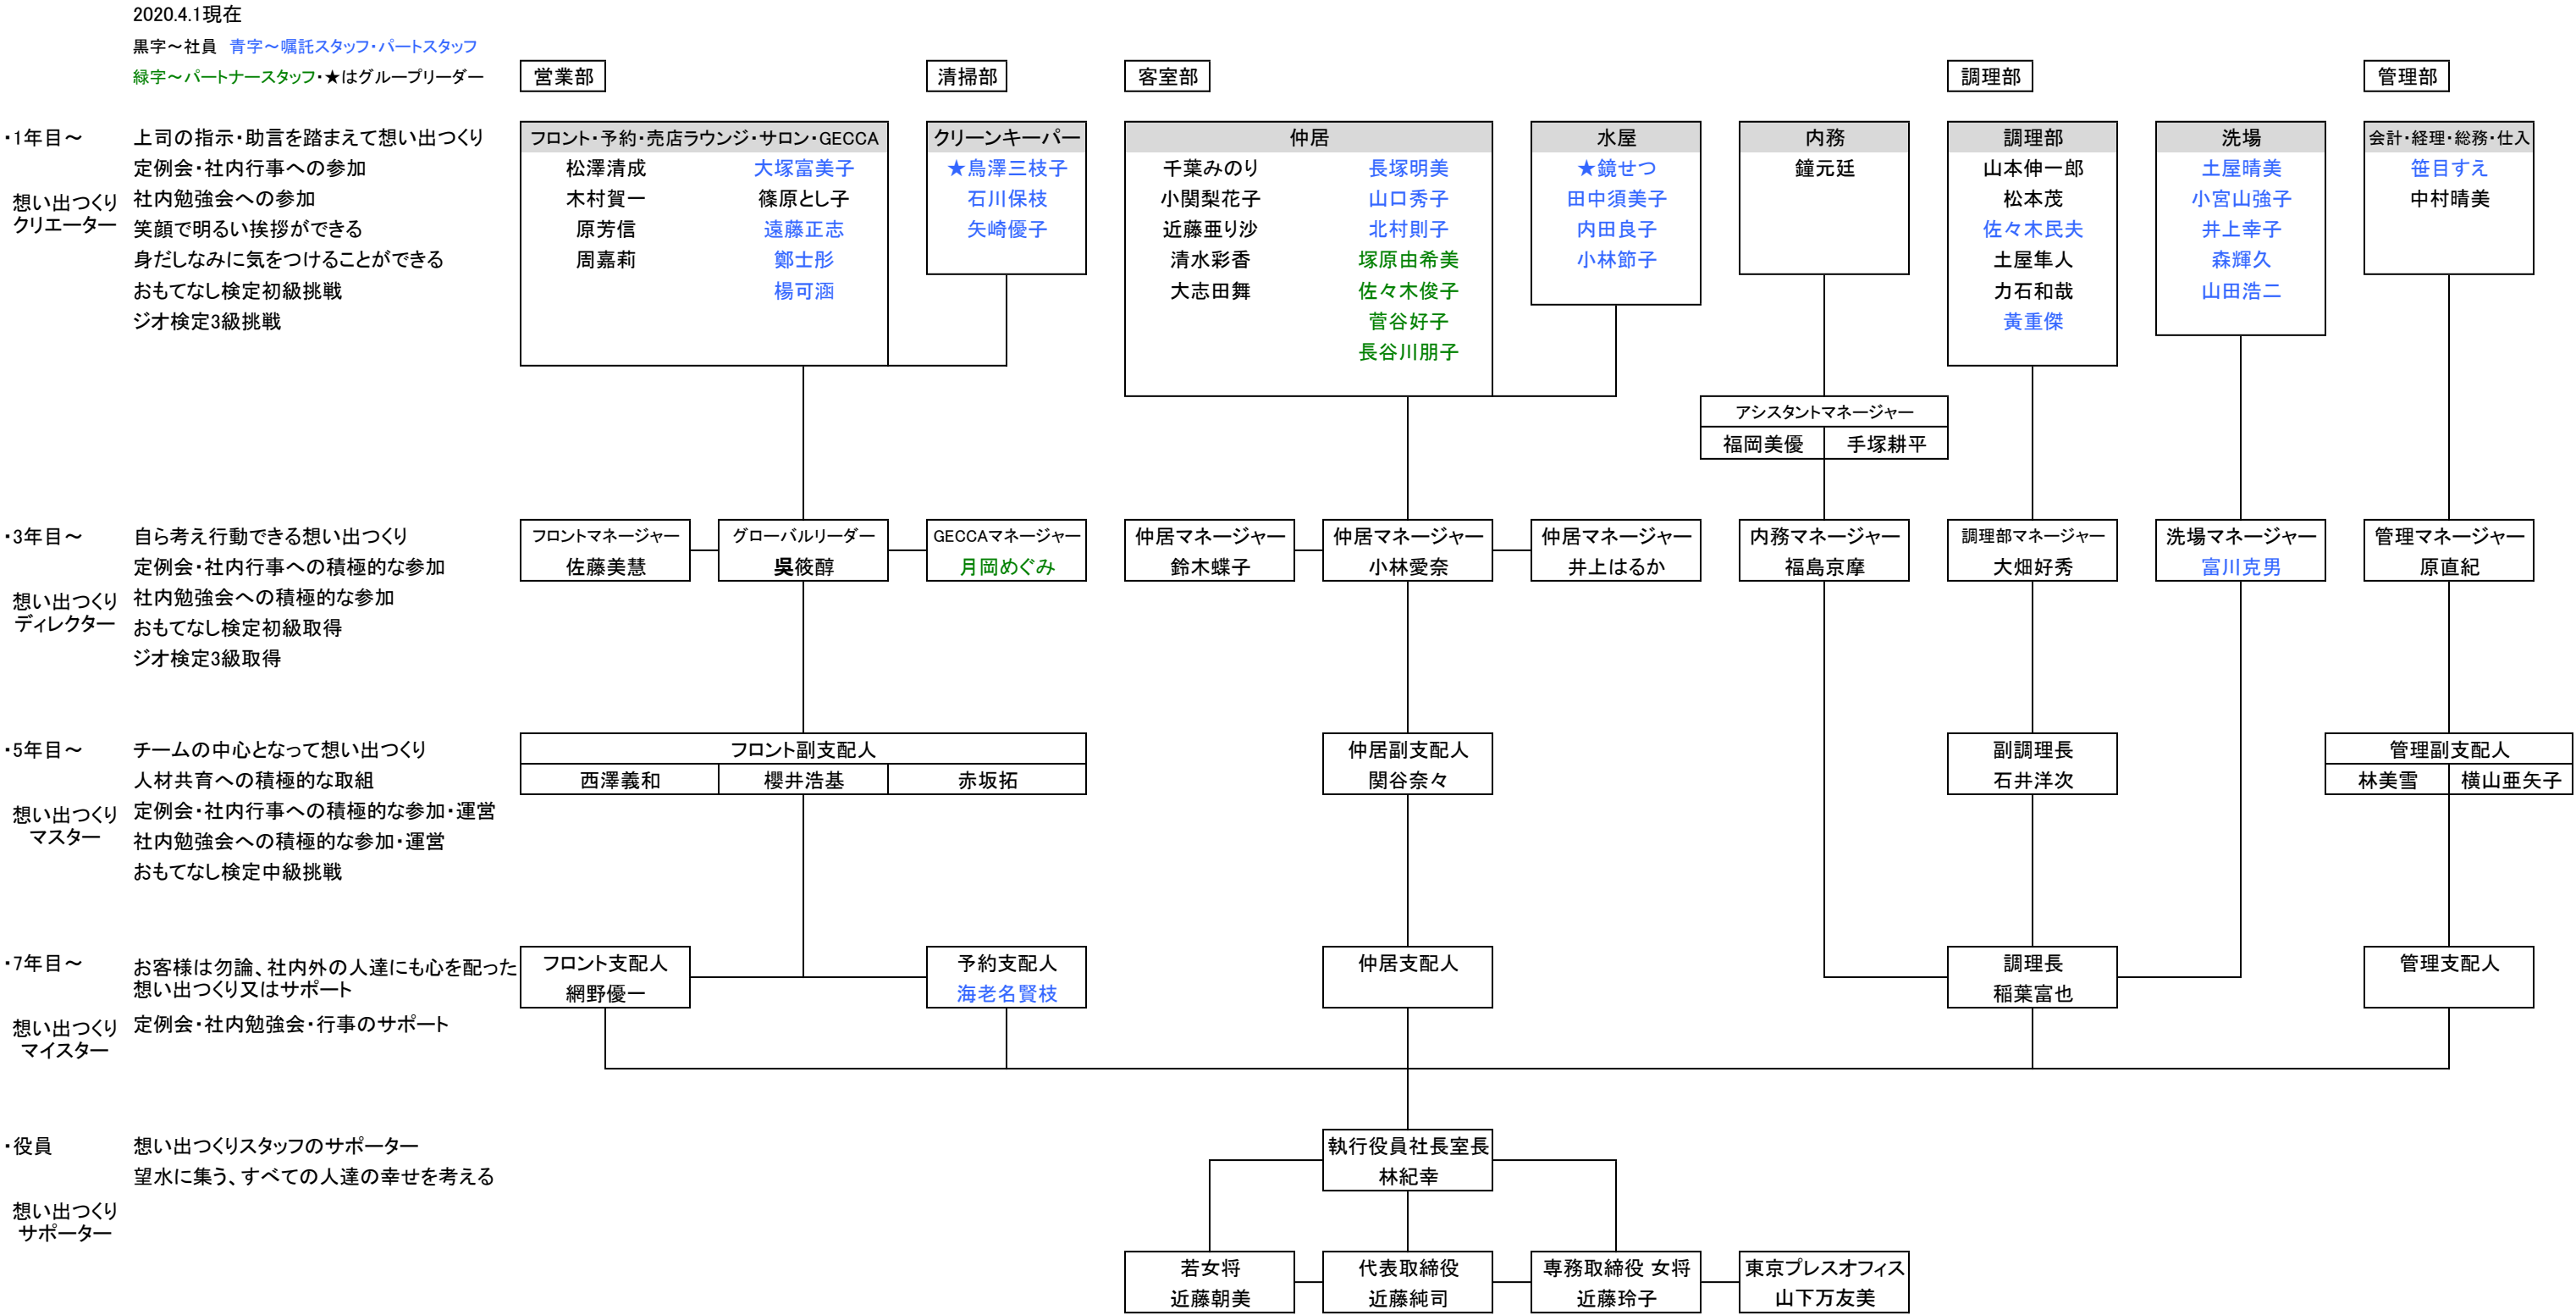 2020.4.1現在
黒字～社員　青字～嘱託スタッフ・パートスタッフ
緑字～パートナースタッフ・★はグループリーダー
営業部　清掃部　客室部　調理部　管理部
・1年目～
想い出つくり
クリエーター
上司の指示・助言を踏まえて想い出つくり
定例会・社内行事への参加
社内勉強会への参加
笑顔で明るい挨拶ができる
身だしなみに気をつけることができる
おもてなし検定初級挑戦
ジオ検定3級挑戦
フロント・予約・売店ラウンジ・サロン・GECCA
松澤清成　大塚富美子
木村賀一　篠原とし子
原芳信　遠藤正志
周嘉莉　鄭士彤
楊可涵
クリーンキーパー
★鳥澤三枝子
石川保枝
矢崎優子
仲居
千葉みのり　長塚明美
小関梨花子　山口秀子
近藤亜り沙　北村則子
清水彩香　塚原由希美
大志田舞　佐々木俊子
菅谷好子
長谷川朋子
水屋
★鏡せつ
田中須美子
内田良子
小林節子
内務
鐘元廷
アシスタントマネージャー
福岡美優　手塚耕平
調理部
山本伸一郎
松本茂
佐々木民夫
土屋隼人
力石和哉
黃重傑
洗場
土屋晴美
小宮山強子
井上幸子
森輝久
山田浩二
会計・経理・総務・仕入
笹目すえ
中村晴美
・3年目～
想い出つくり
ディレクター
自ら考え行動できる想い出つくり
定例会・社内行事への積極的な参加
社内勉強会への積極的な参加
おもてなし検定初級取得
ジオ検定3級取得
フロントマネージャー
佐藤美慧
グローバルリーダー
吳筱醇
GECCAマネージャー
月岡めぐみ
仲居マネージャー
鈴木蝶子
仲居マネージャー
小林愛奈
仲居マネージャー
井上はるか
内務マネージャー
福島京摩
調理部マネージャー
大畑好秀
洗場マネージャー
富川克男
管理マネージャー
原直紀
・5年目～
想い出つくり
マスター
チームの中心となって想い出つくり
人材共育への積極的な取組
定例会・社内行事への積極的な参加・運営
社内勉強会への積極的な参加・運営
おもてなし検定中級挑戦
フロント副支配人
西澤義和　櫻井浩基　赤坂拓
仲居副支配人
関谷奈々
副調理長
石井洋次
管理副支配人
林美雪　横山亜矢子
・7年目～
想い出つくり
マイスター
お客様は勿論、社内外の人達にも心を配った
想い出つくり又はサポート
定例会・社内勉強会・行事のサポート
フロント支配人
網野優一
予約支配人
海老名賢枝
仲居支配人
調理長
稲葉富也
管理支配人
・役員
想い出つくり
サポーター
想い出つくりスタッフのサポーター
望水に集う、すべての人達の幸せを考える
執行役員社長室長
林紀幸
若女将
近藤朝美
代表取締役
近藤純司
専務取締役 女将
近藤玲子
東京プレスオフィス
山下万友美